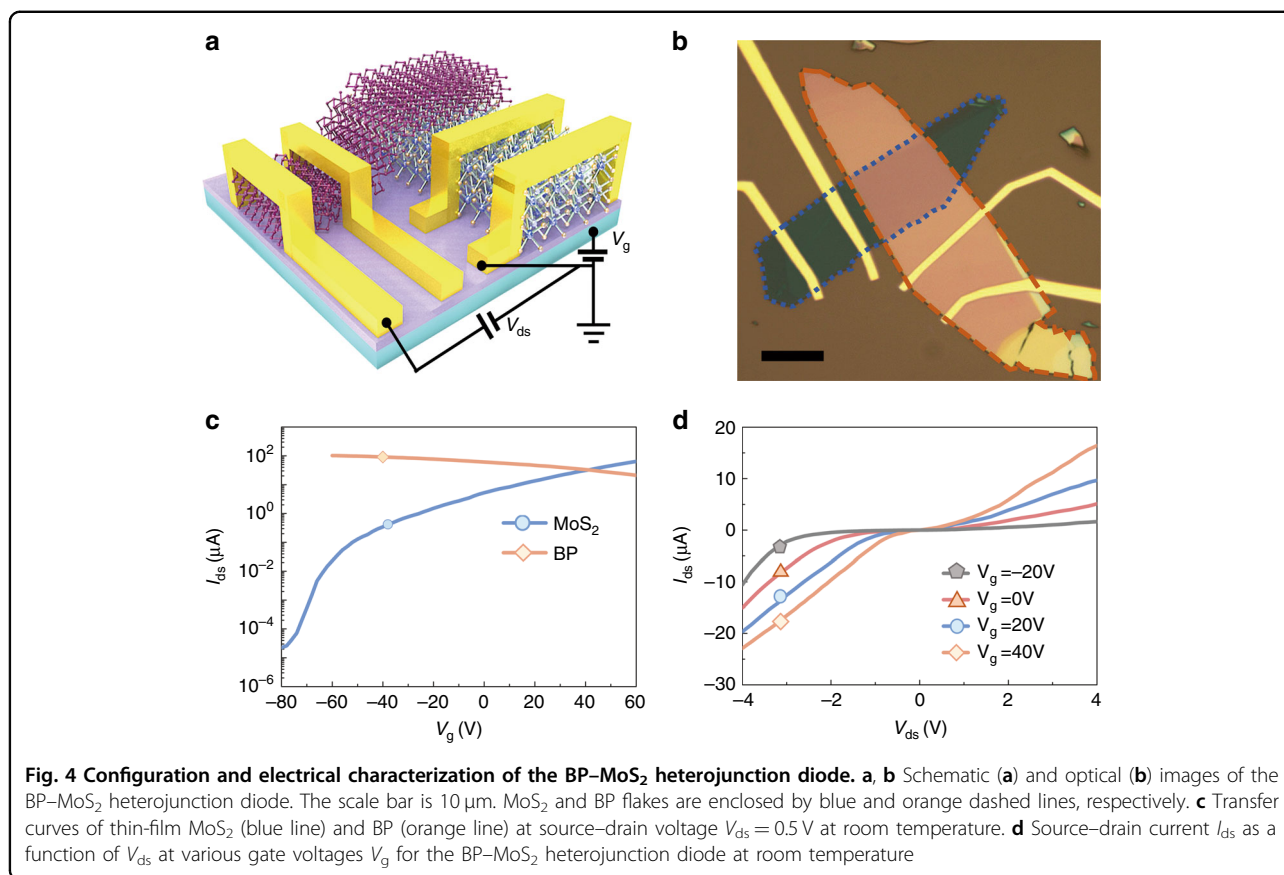 a
b
V_g
V_ds
c
d
10²
10⁰
10⁻²
10⁻⁴
10⁻⁶
I_ds (µA)
MoS₂
BP
–80 –60 –40 –20 0 20 40 60
V_g (V)
20
10
0
–10
–20
–30
I_ds (µA)
V_g =–20V
V_g =0V
V_g =20V
V_g =40V
–4 –2 0 2 4
V_ds (V)
Fig. 4 Configuration and electrical characterization of the BP–MoS₂ heterojunction diode. a, b Schematic (a) and optical (b) images of the
BP–MoS₂ heterojunction diode. The scale bar is 10 µm. MoS₂ and BP flakes are enclosed by blue and orange dashed lines, respectively. c Transfer
curves of thin-film MoS₂ (blue line) and BP (orange line) at source–drain voltage V_ds = 0.5 V at room temperature. d Source–drain current I_ds as a
function of V_ds at various gate voltages V_g for the BP–MoS₂ heterojunction diode at room temperature